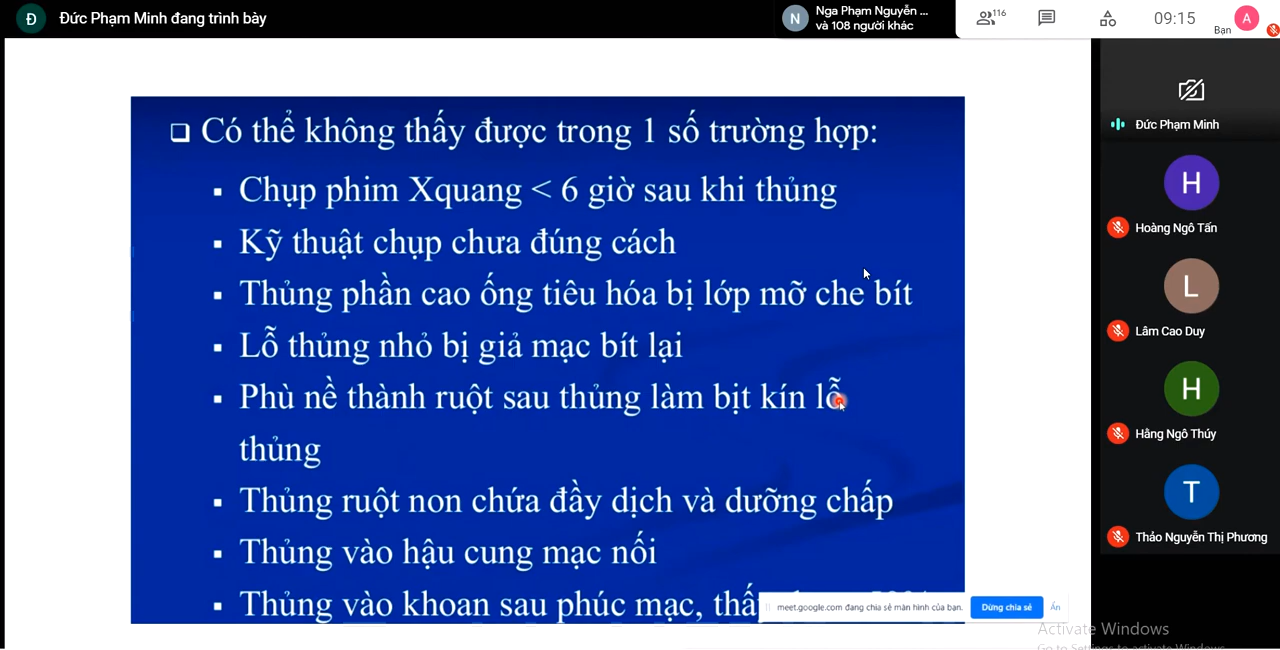 Đ
Đức Phạm Minh đang trình bày
N
Nga Phạm Nguyễn ...
và 108 người khác
116
09:15
Bạn
A
❑ Có thể không thấy được trong 1 số trường hợp:
▪ Chụp phim Xquang < 6 giờ sau khi thủng
▪ Kỹ thuật chụp chưa đúng cách
▪ Thủng phần cao ống tiêu hóa bị lớp mỡ che bít
▪ Lỗ thủng nhỏ bị giả mạc bít lại
▪ Phù nề thành ruột sau thủng làm bịt kín lỗ
thủng
▪ Thủng ruột non chứa đầy dịch và dưỡng chấp
▪ Thủng vào hậu cung mạc nối
▪ Thủng vào khoan sau phúc mạc,
meet.google.com đang chia sẻ màn hình của bạn.
Dừng chia sẻ
Ẩn
Đức Phạm Minh
H
Hoàng Ngô Tấn
L
Lâm Cao Duy
H
Hằng Ngô Thúy
T
Thảo Nguyễn Thị Phương
Activate Windows
Go to Settings to activate Windows.